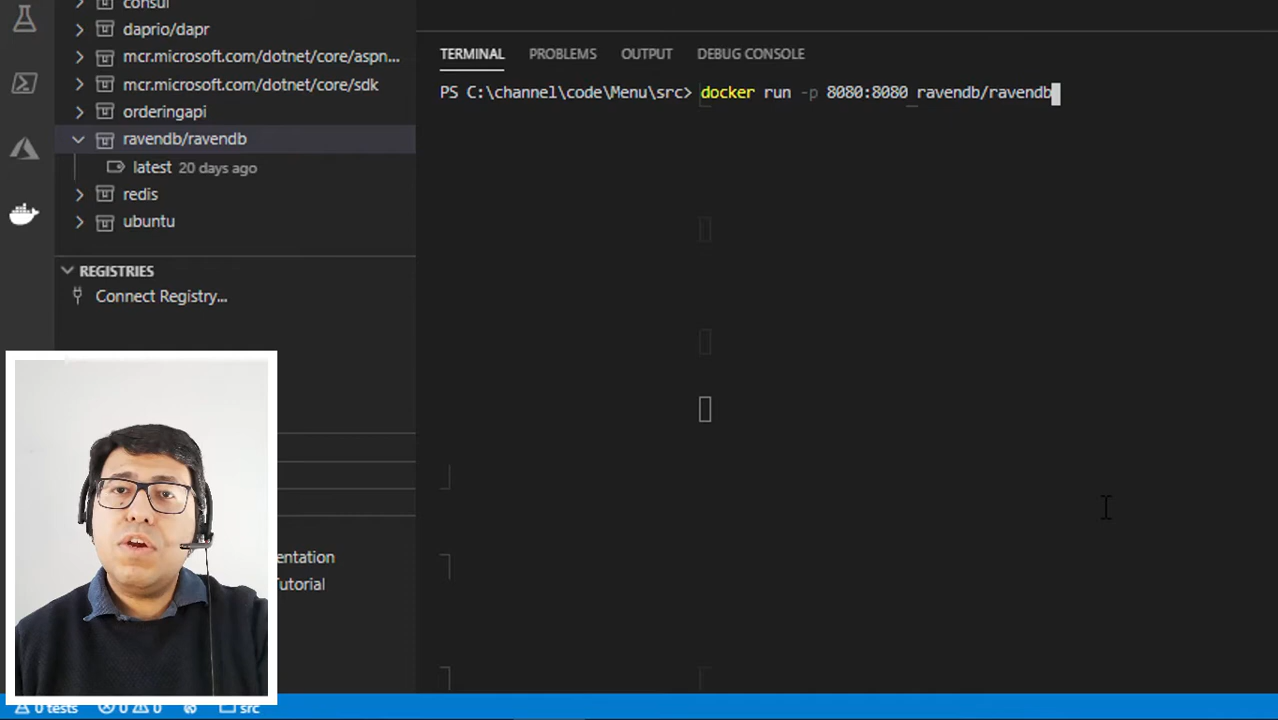 consul
daprio/dapr
mcr.microsoft.com/dotnet/core/aspn...
mcr.microsoft.com/dotnet/core/sdk
orderingapi
ravendb/ravendb
latest 20 days ago
redis
ubuntu
REGISTRIES
Connect Registry...
entation
Tutorial
0 tests 0 0 src
TERMINAL PROBLEMS OUTPUT DEBUG CONSOLE
PS C:\channel\code\Menu\src> docker run -p 8080:8080 ravendb/ravendb